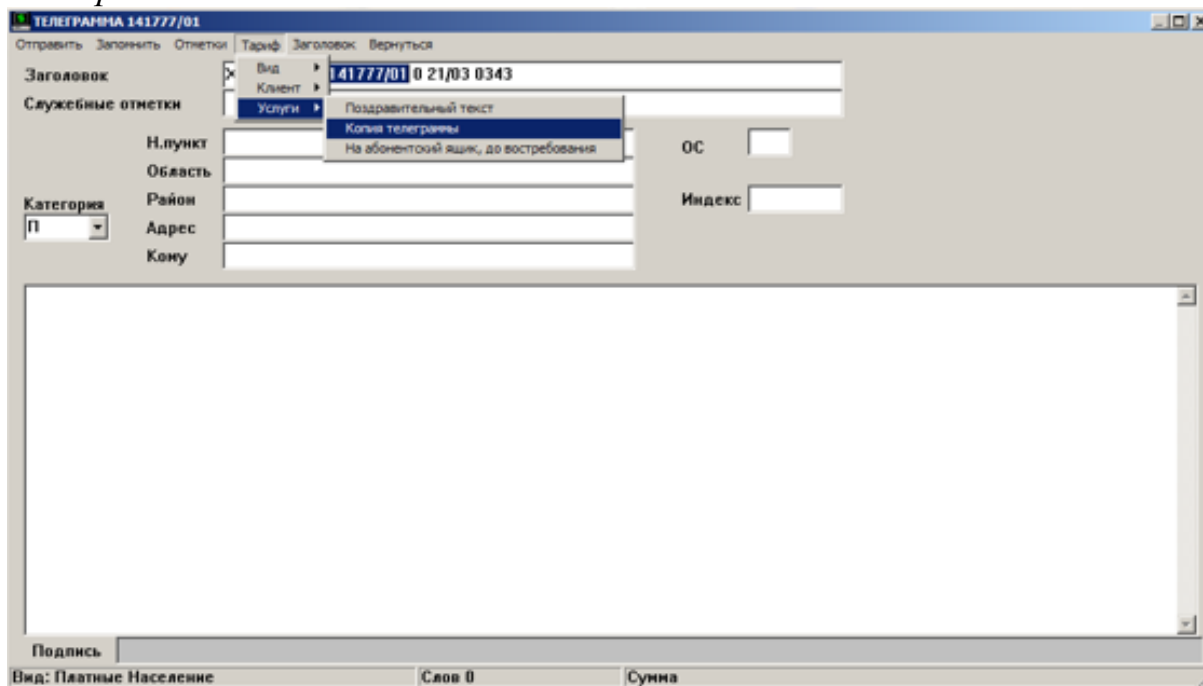 ТЕЛЕГРАММА 141777/01
Отправить Запомнить Отметки Тариф Заголовок Вернуться
Заголовок 141777/01 0 21/03 0343
Вид
Клиент
Служебные отметки
Услуги Поздравительный текст
Копия телеграммы
На абонентский ящик, до востребования
Н.пункт ОС
Область
Категория Район Индекс
П Адрес
Кому
Подпись
Вид: Платные Население Слов 0 Сумма